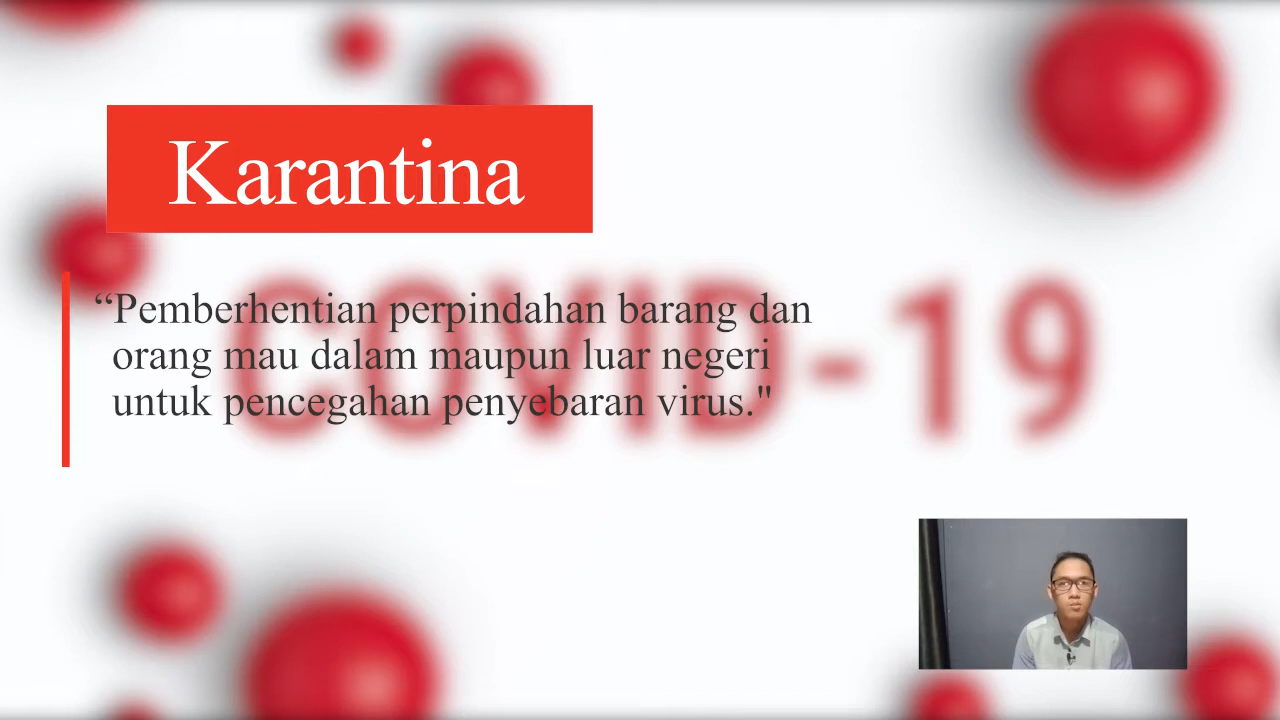 Karantina
“Pemberhentian perpindahan barang dan
orang mau dalam maupun luar negeri
untuk pencegahan penyebaran virus."
COVID-19